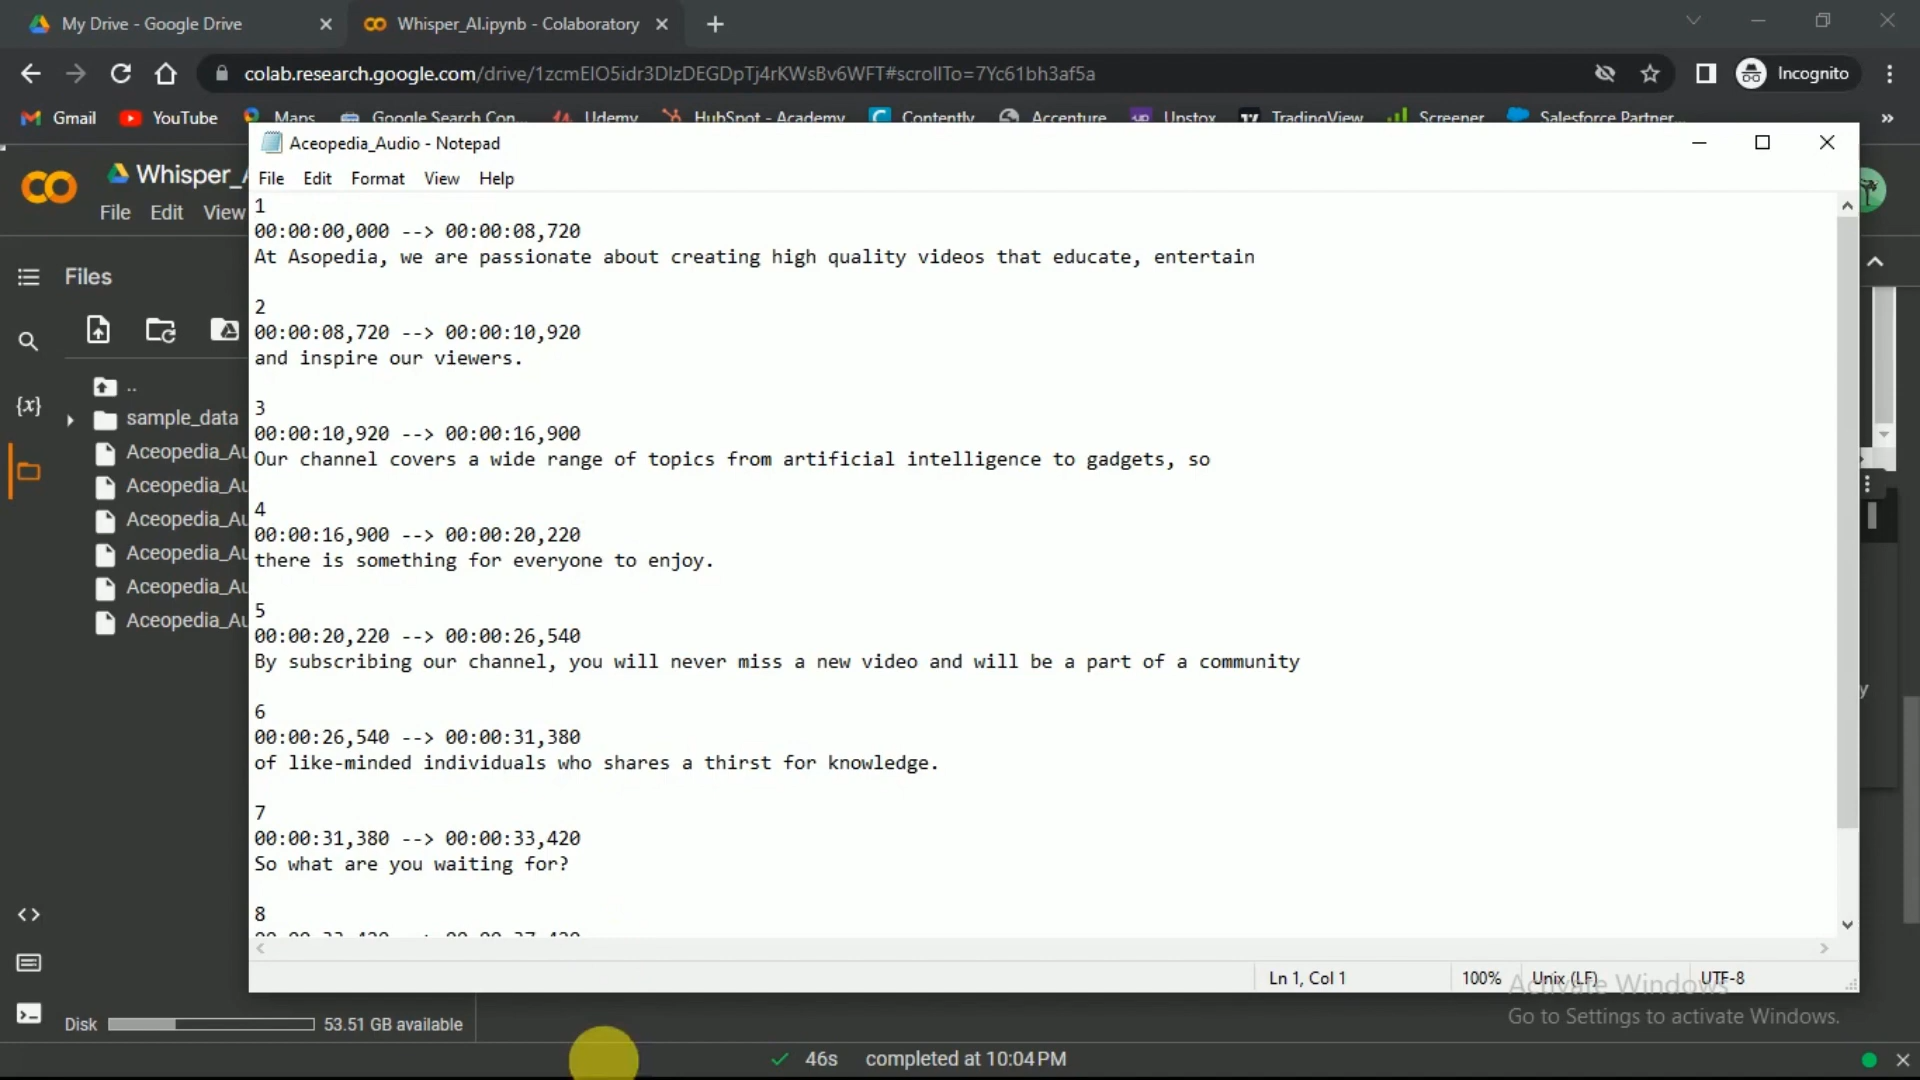 My Drive - Google Drive
Whisper_AI.ipynb - Colaboratory
colab.research.google.com/drive/1zcmEIO5idr3DIzDEGDpTj4rKWsBv6WFT#scrollTo=7Yc61bh3af5a
Incognito
Gmail
YouTube
Maps
Google Search Con...
Udemy
HubSpot - Academy
Contently
Accenture
Upstox
TradingView
Screener
Salesforce Partner...
Aceopedia_Audio - Notepad
File Edit Format View Help
Whisper_A
File Edit View
Files
..
sample_data
Aceopedia_Au
Aceopedia_Au
Aceopedia_Au
Aceopedia_Au
Aceopedia_Au
Aceopedia_Au
1
00:00:00,000 --> 00:00:08,720
At Asopedia, we are passionate about creating high quality videos that educate, entertain
2
00:00:08,720 --> 00:00:10,920
and inspire our viewers.
3
00:00:10,920 --> 00:00:16,900
Our channel covers a wide range of topics from artificial intelligence to gadgets, so
4
00:00:16,900 --> 00:00:20,220
there is something for everyone to enjoy.
5
00:00:20,220 --> 00:00:26,540
By subscribing our channel, you will never miss a new video and will be a part of a community
6
00:00:26,540 --> 00:00:31,380
of like-minded individuals who shares a thirst for knowledge.
7
00:00:31,380 --> 00:00:33,420
So what are you waiting for?
8
Ln 1, Col 1
100%
Unix (LF)
UTF-8
Activate Windows
Go to Settings to activate Windows.
Disk
53.51 GB available
46s completed at 10:04 PM